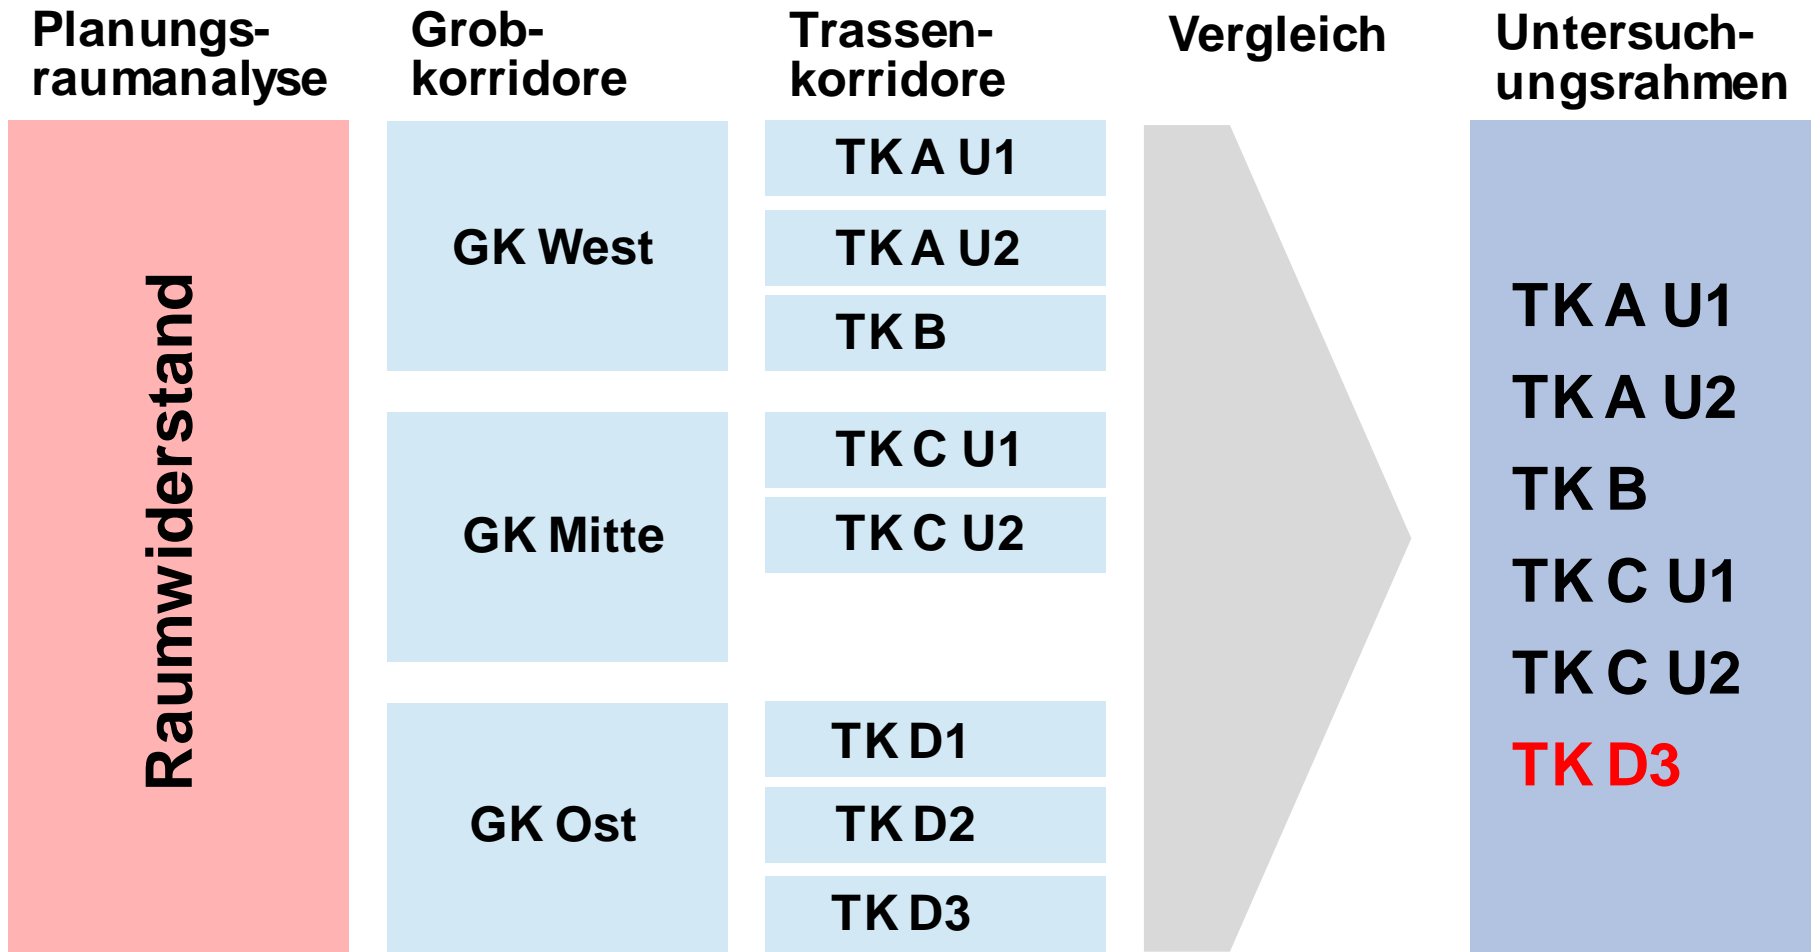 Planungs-
raumanalyse
Grob-
korridore
Trassen-
korridore
Vergleich
Untersuch-
ungsrahmen
Raumwiderstand
GK West
GK Mitte
GK Ost
TK A U1
TK A U2
TK B
TK C U1
TK C U2
TK D1
TK D2
TK D3
TK A U1
TK A U2
TK B
TK C U1
TK C U2
TK D3